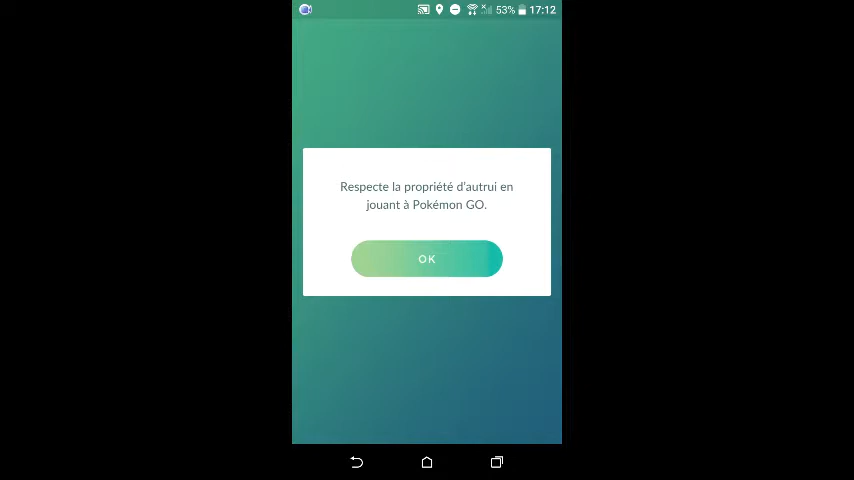 53% 17:12
Respecte la propriété d'autrui en
jouant à Pokémon GO.
OK